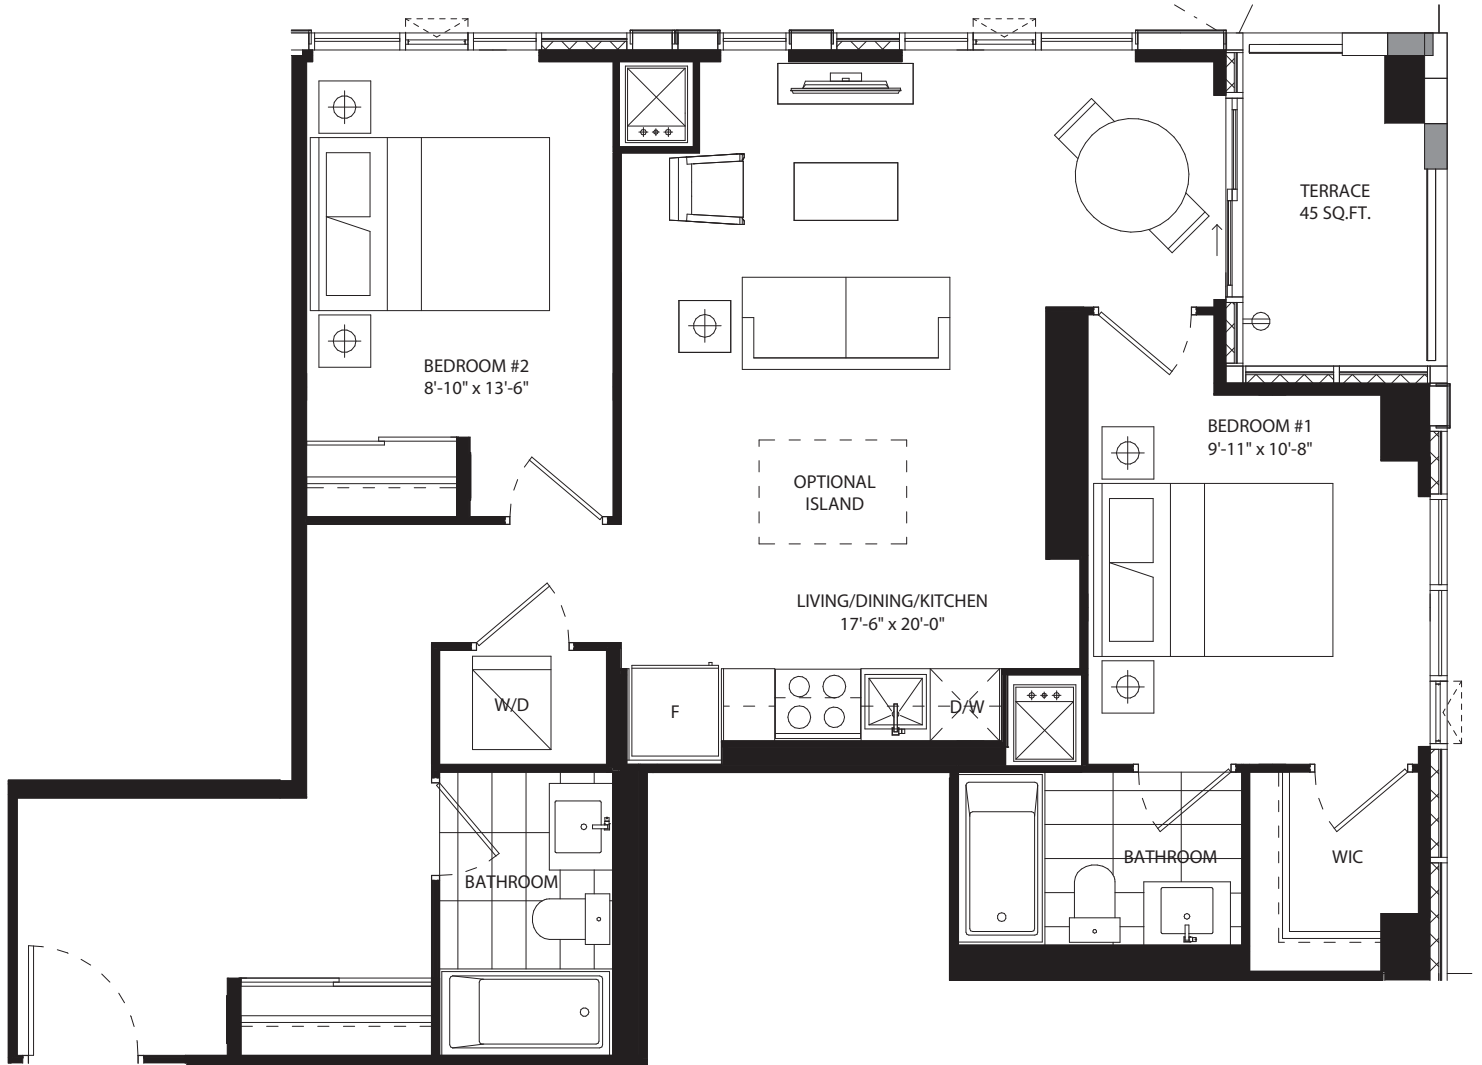 TERRACE
45 SQ.FT.
BEDROOM #2
8'-10" x 13'-6"
BEDROOM #1
9'-11" x 10'-8"
OPTIONAL
ISLAND
LIVING/DINING/KITCHEN
17'-6" x 20'-0"
W/D
F
D/W
BATHROOM
WIC
BATHROOM